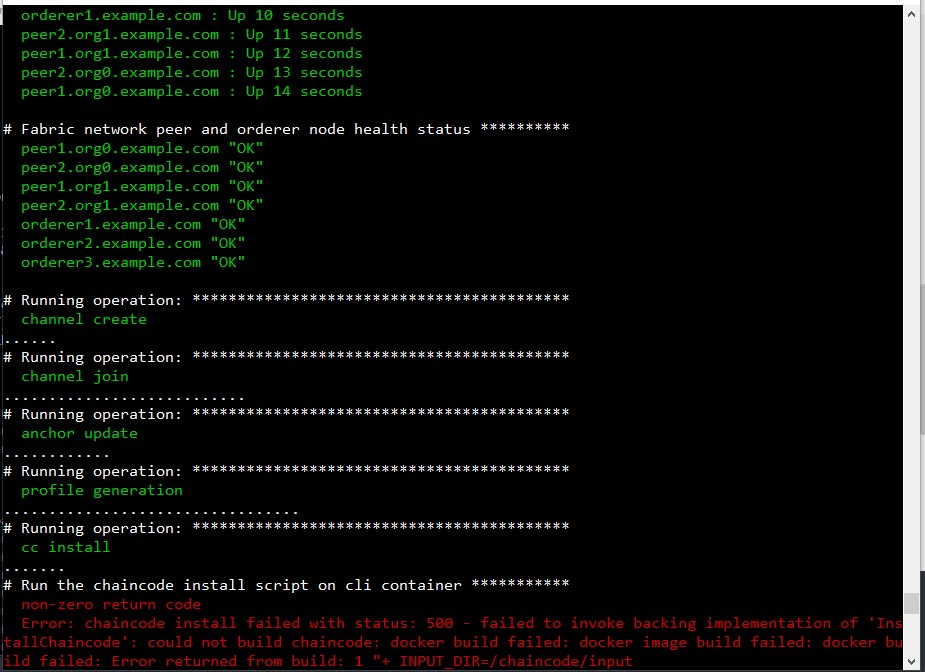 orderer1.example.com : Up 10 seconds
peer2.org1.example.com : Up 11 seconds
peer1.org1.example.com : Up 12 seconds
peer2.org0.example.com : Up 13 seconds
peer1.org0.example.com : Up 14 seconds
# Fabric network peer and orderer node health status **********
peer1.org0.example.com "OK"
peer2.org0.example.com "OK"
peer1.org1.example.com "OK"
peer2.org1.example.com "OK"
orderer1.example.com "OK"
orderer2.example.com "OK"
orderer3.example.com "OK"
# Running operation: ******************************************
channel create
......
# Running operation: ******************************************
channel join
...........................
# Running operation: ******************************************
anchor update
............
# Running operation: ******************************************
profile generation
.................................
# Running operation: ******************************************
cc install
.......
# Run the chaincode install script on cli container ***********
non-zero return code
Error: chaincode install failed with status: 500 - failed to invoke backing implementation of 'Ins
tallChaincode': could not build chaincode: docker build failed: docker image build failed: docker bu
ild failed: Error returned from build: 1 "+ INPUT_DIR=/chaincode/input